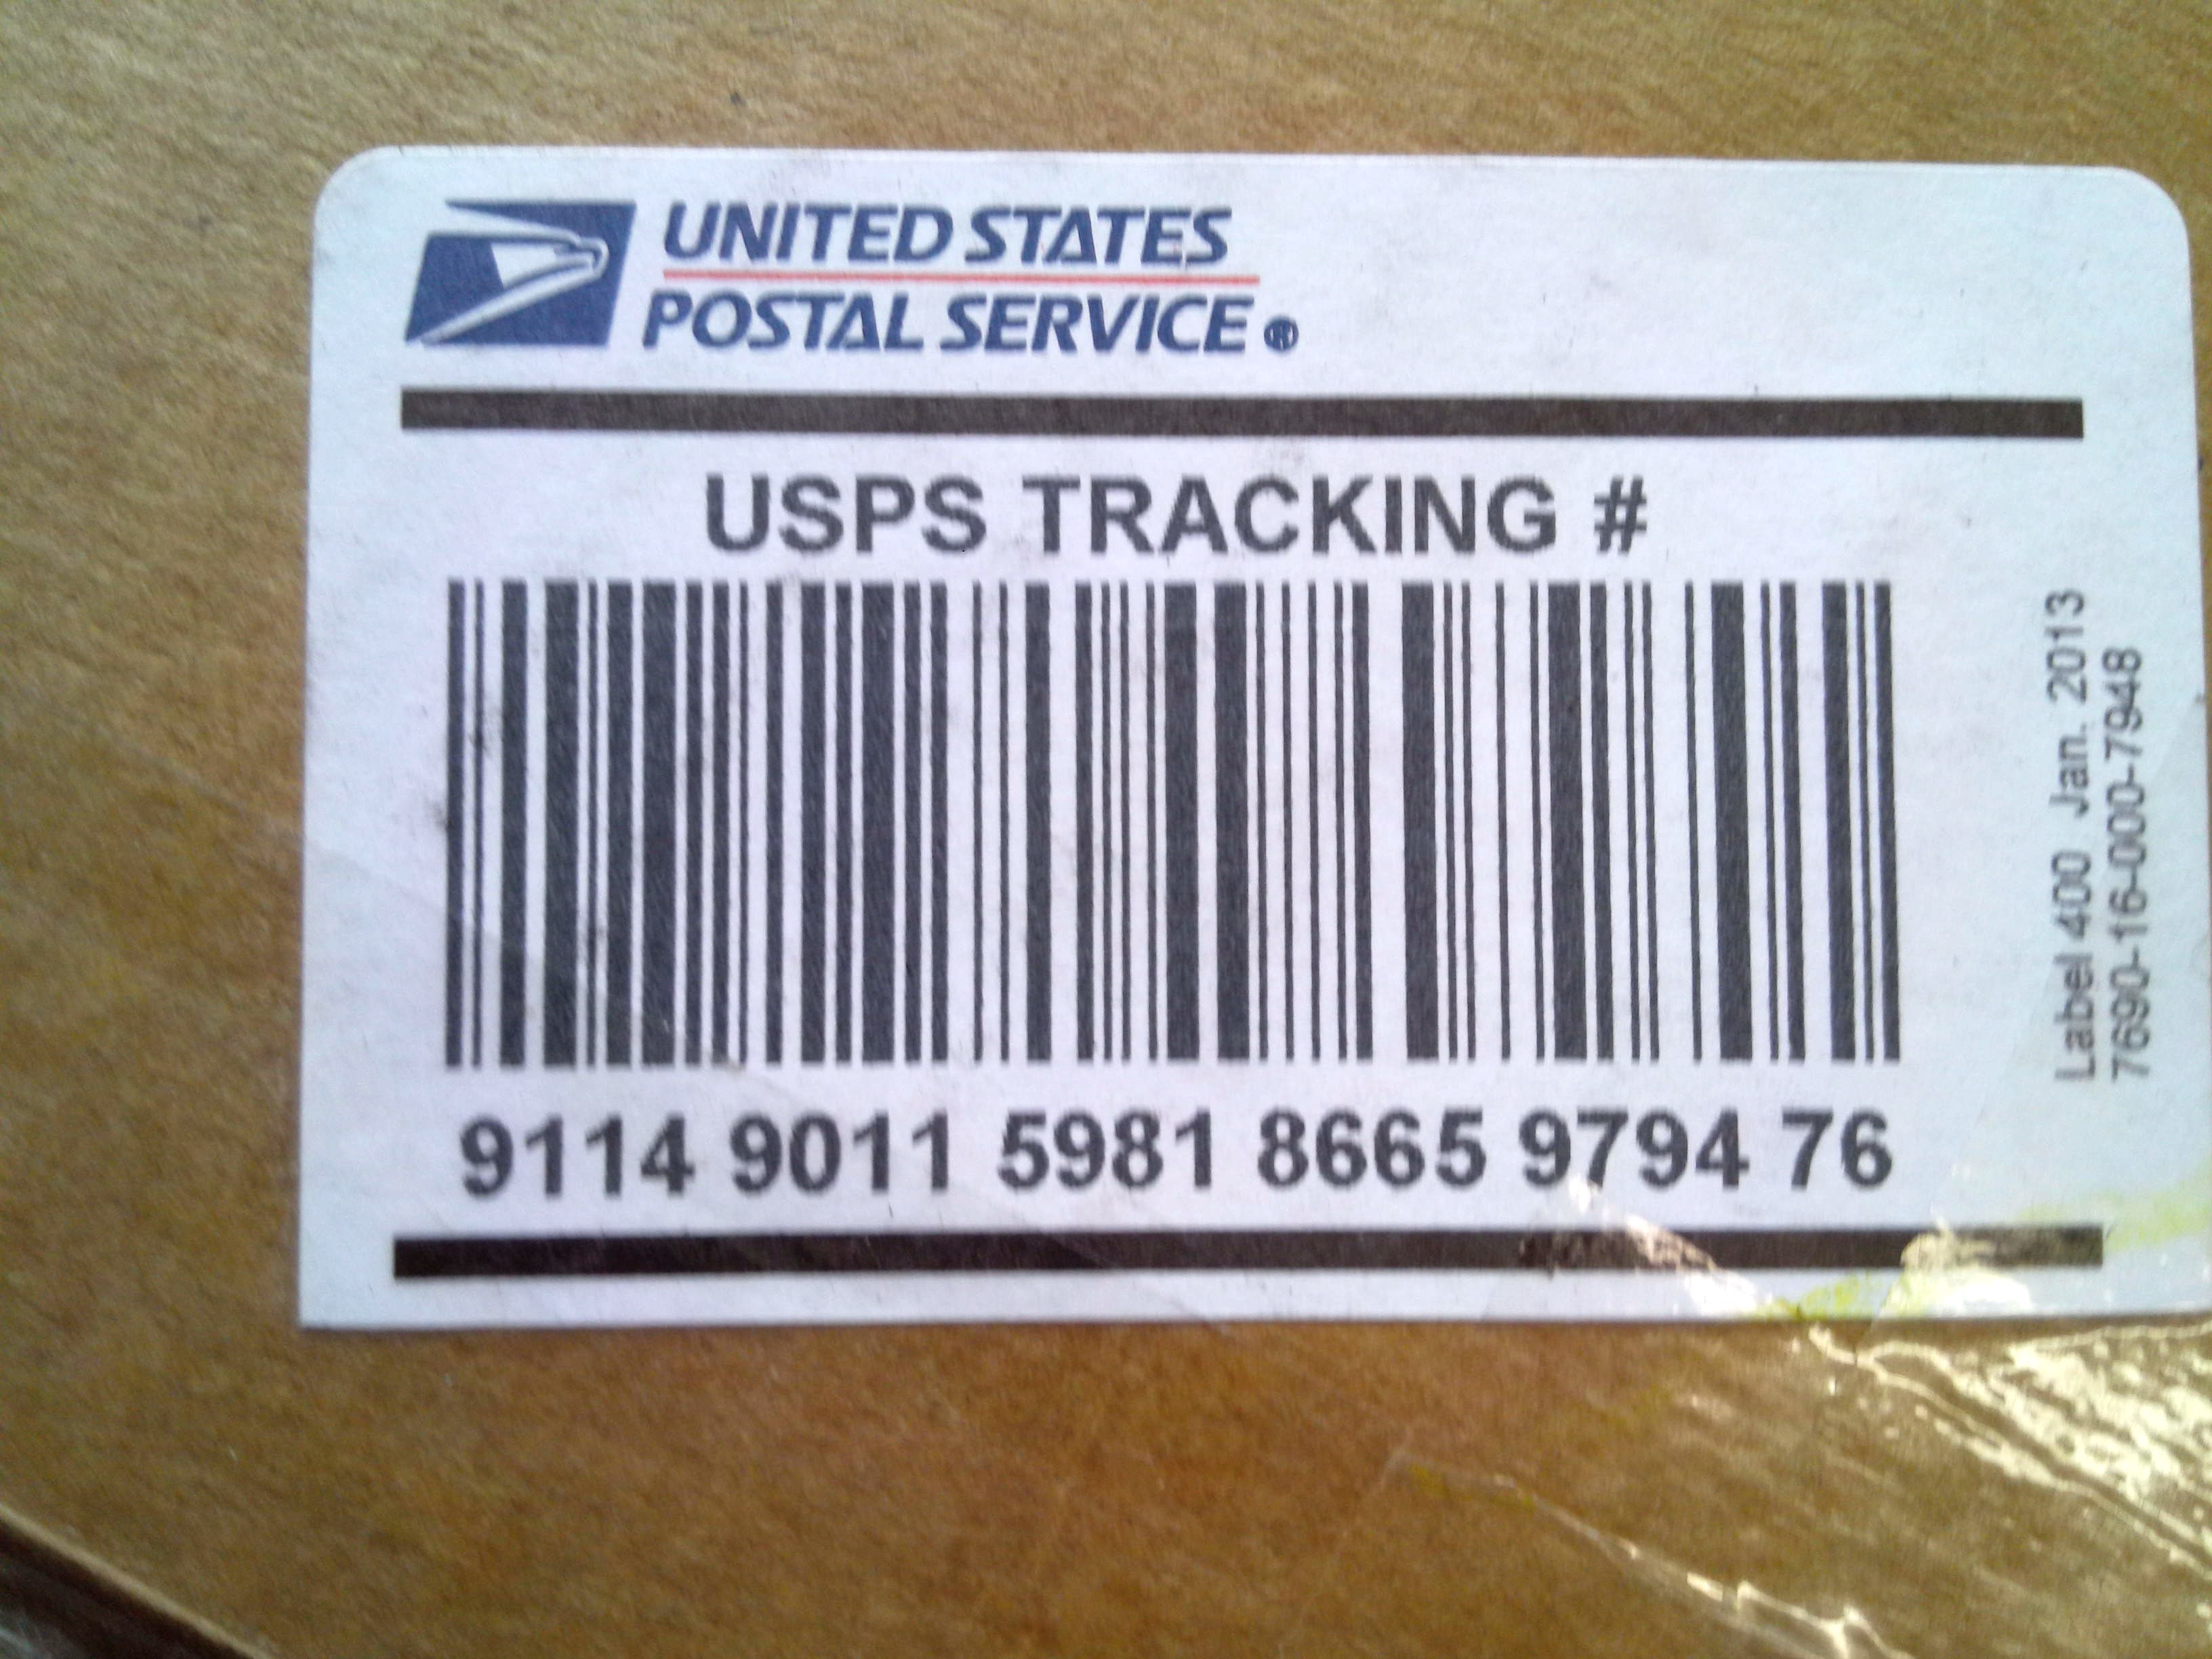 UNITED STATES
POSTAL SERVICE®
USPS TRACKING #
9114 9011 5981 8665 9794 76
Label 400 Jan. 2013
7690-16-000-7948